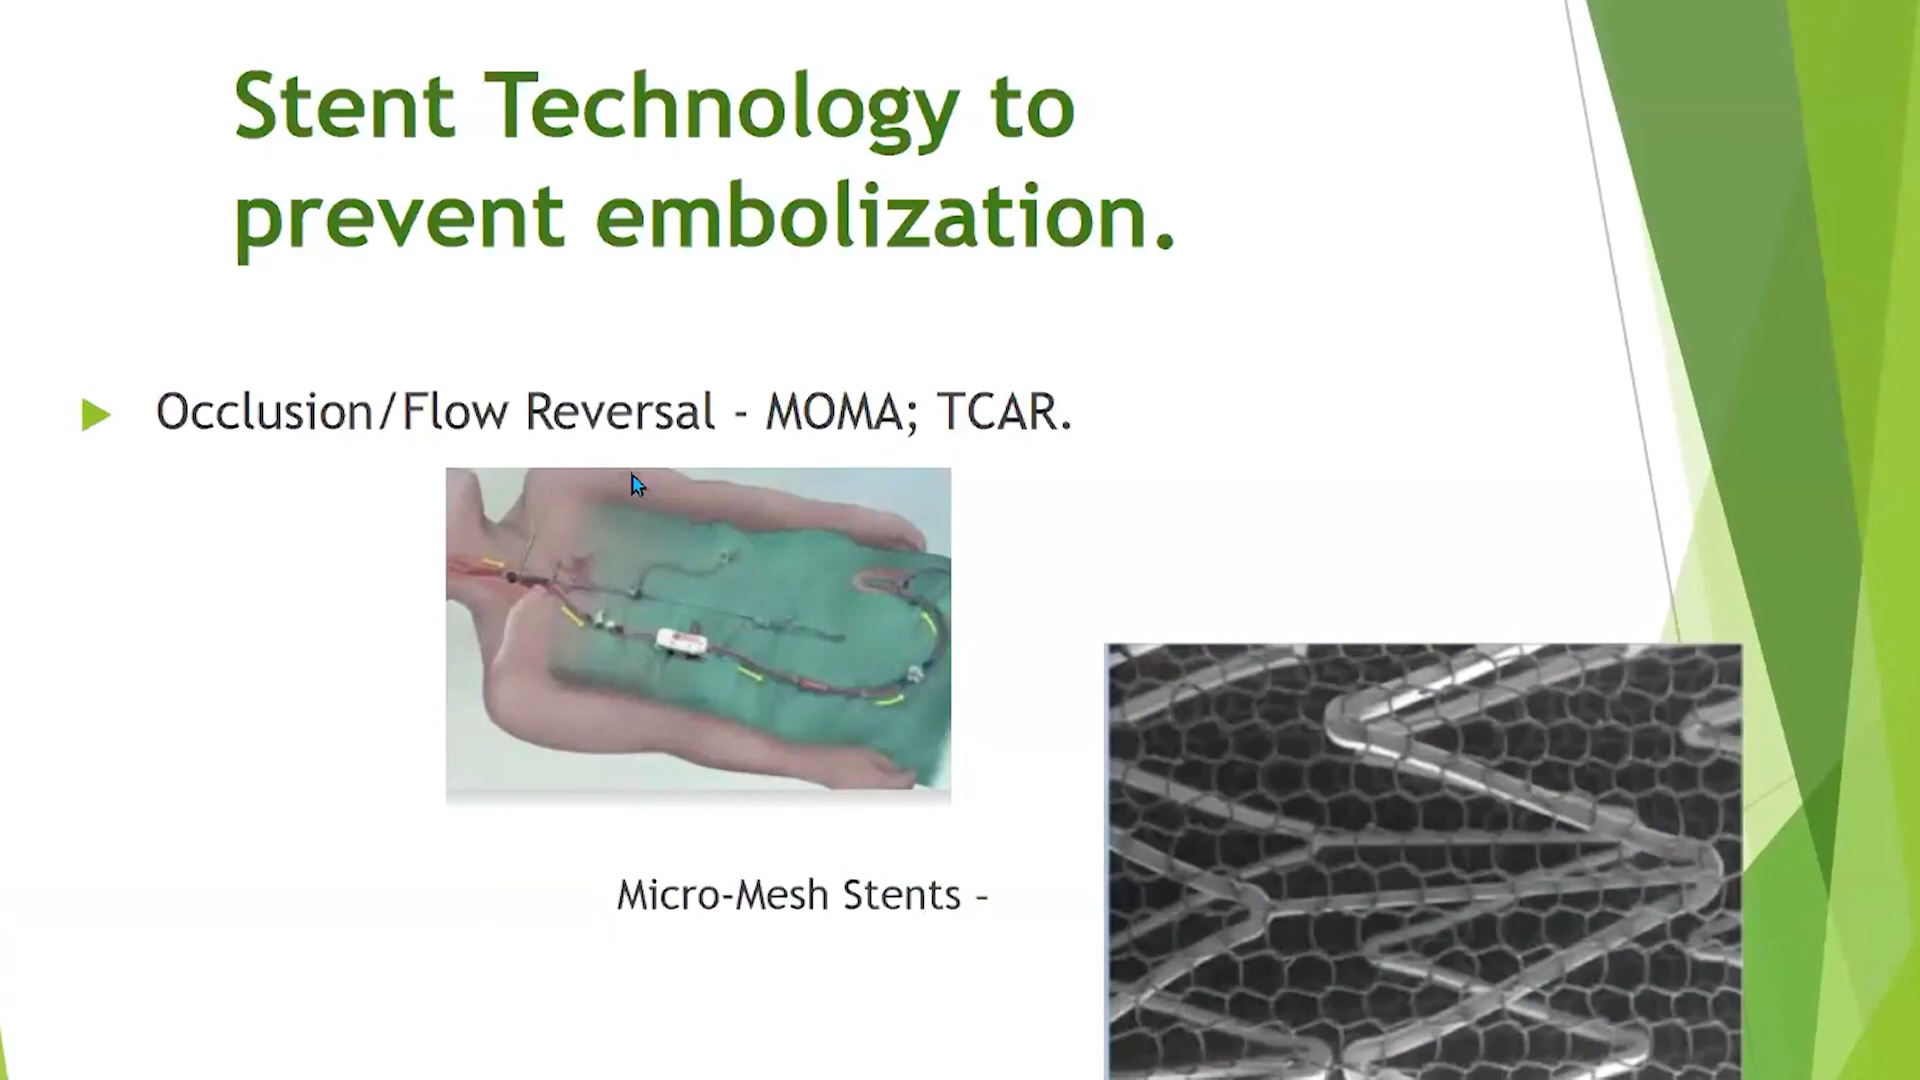 Stent Technology to
prevent embolization.
Occlusion/Flow Reversal - MOMA; TCAR.
Micro-Mesh Stents –